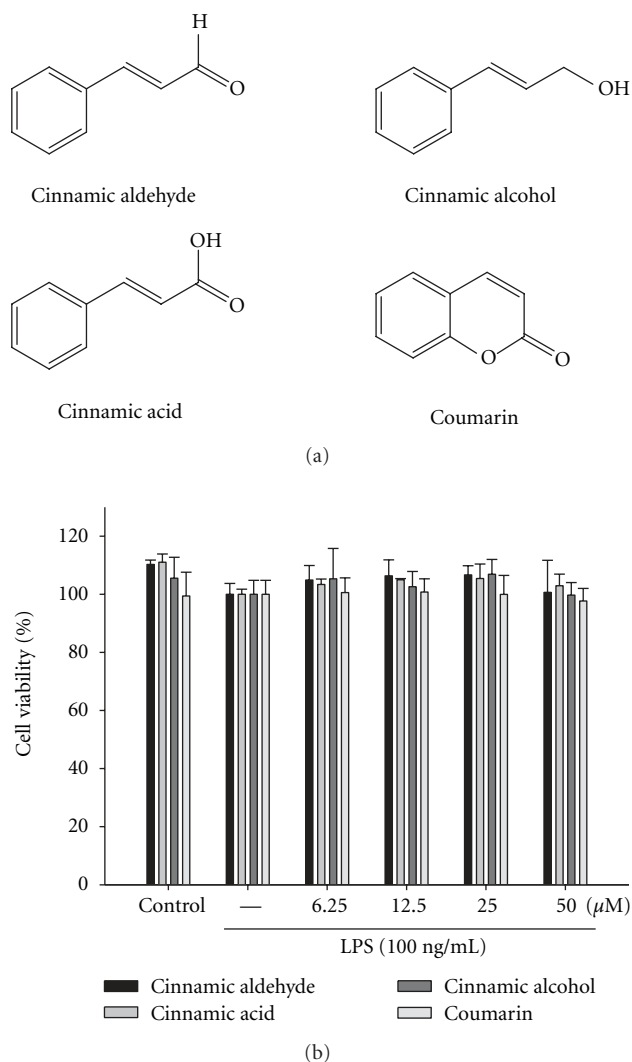 H
O
Cinnamic aldehyde
OH
Cinnamic alcohol
OH
O
Cinnamic acid
O
O
Coumarin
(a)
Cell viability (%)
120
100
80
60
40
20
0
Control — 6.25 12.5 25 50 (µM)
LPS (100 ng/mL)
Cinnamic aldehyde Cinnamic alcohol
Cinnamic acid Coumarin
(b)